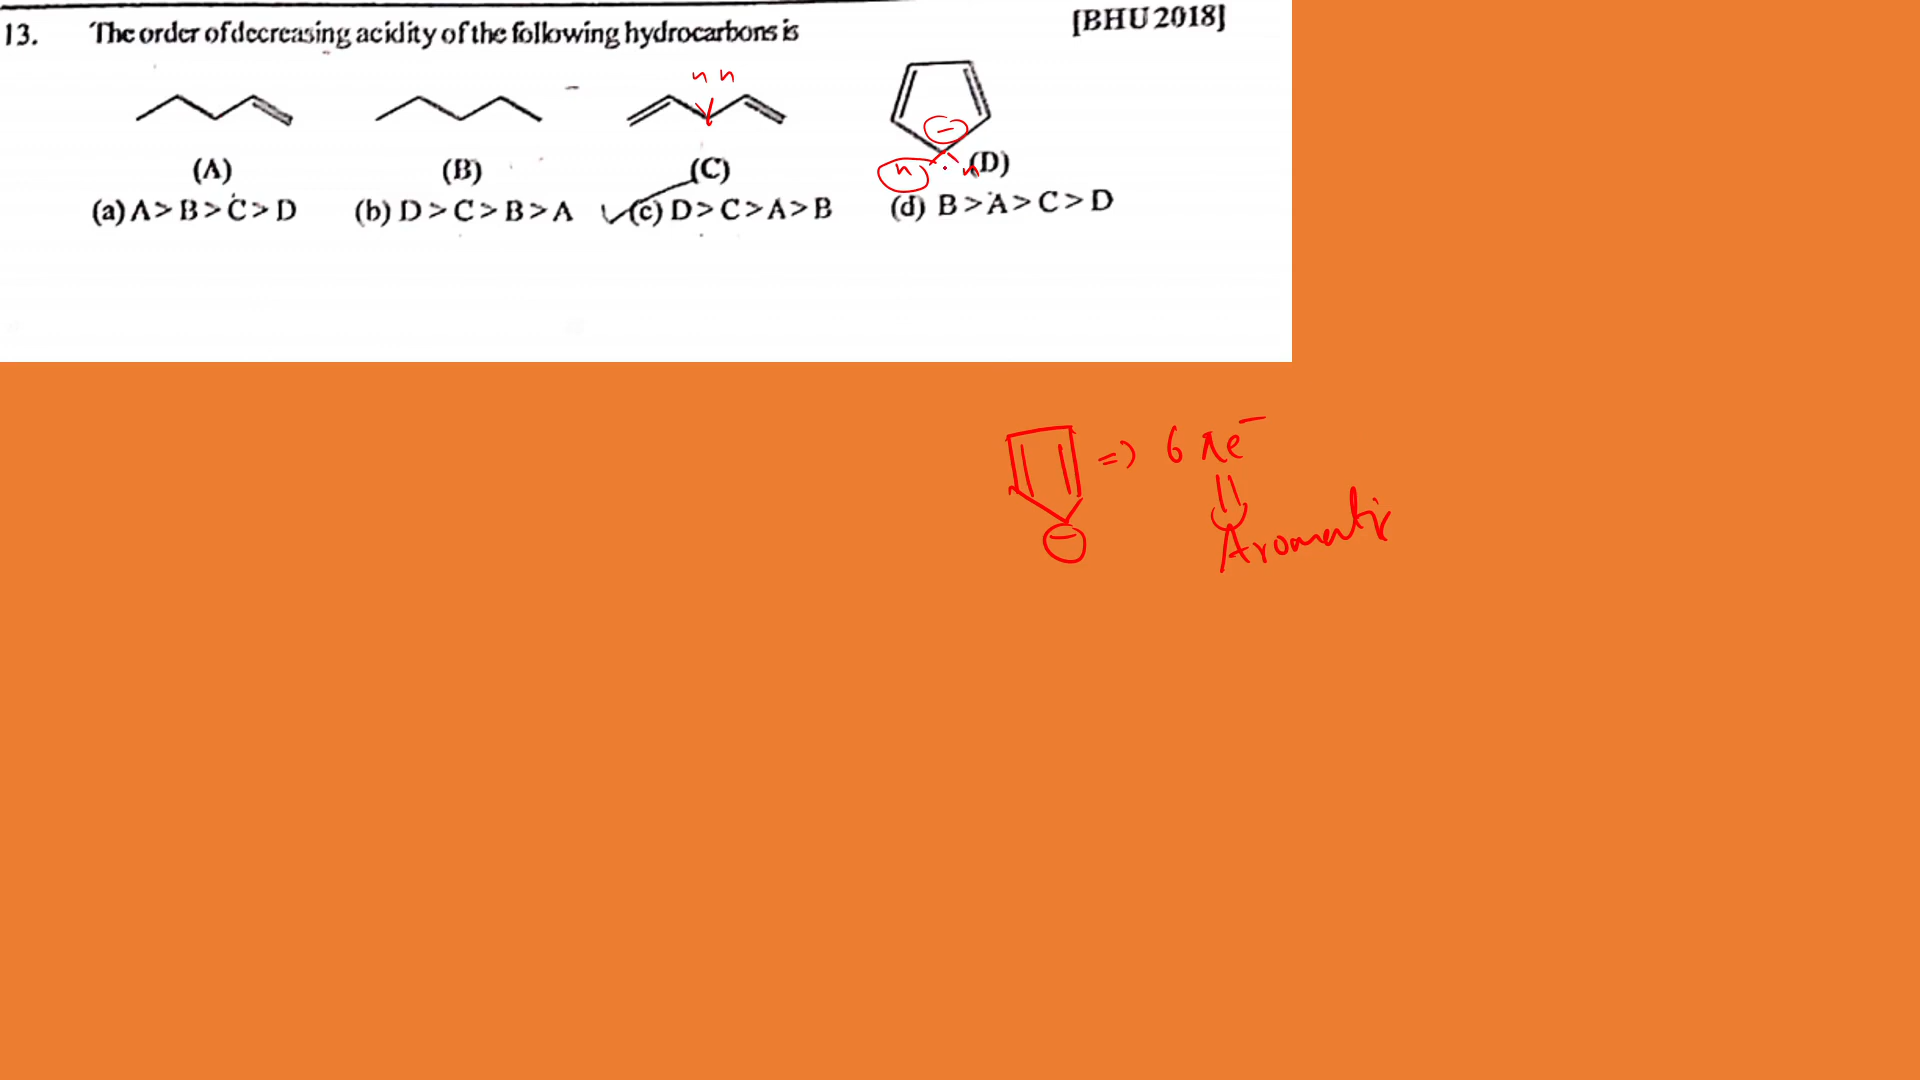 13. The order of decreasing acidity of the following hydrocarbons is [BHU 2018]
n n
n n
(A) (B) (C) (D)
(a) A > B > C > D (b) D > C > B > A (c) D > C > A > B (d) B > A > C > D
=> 6 πe⁻
Aromatic